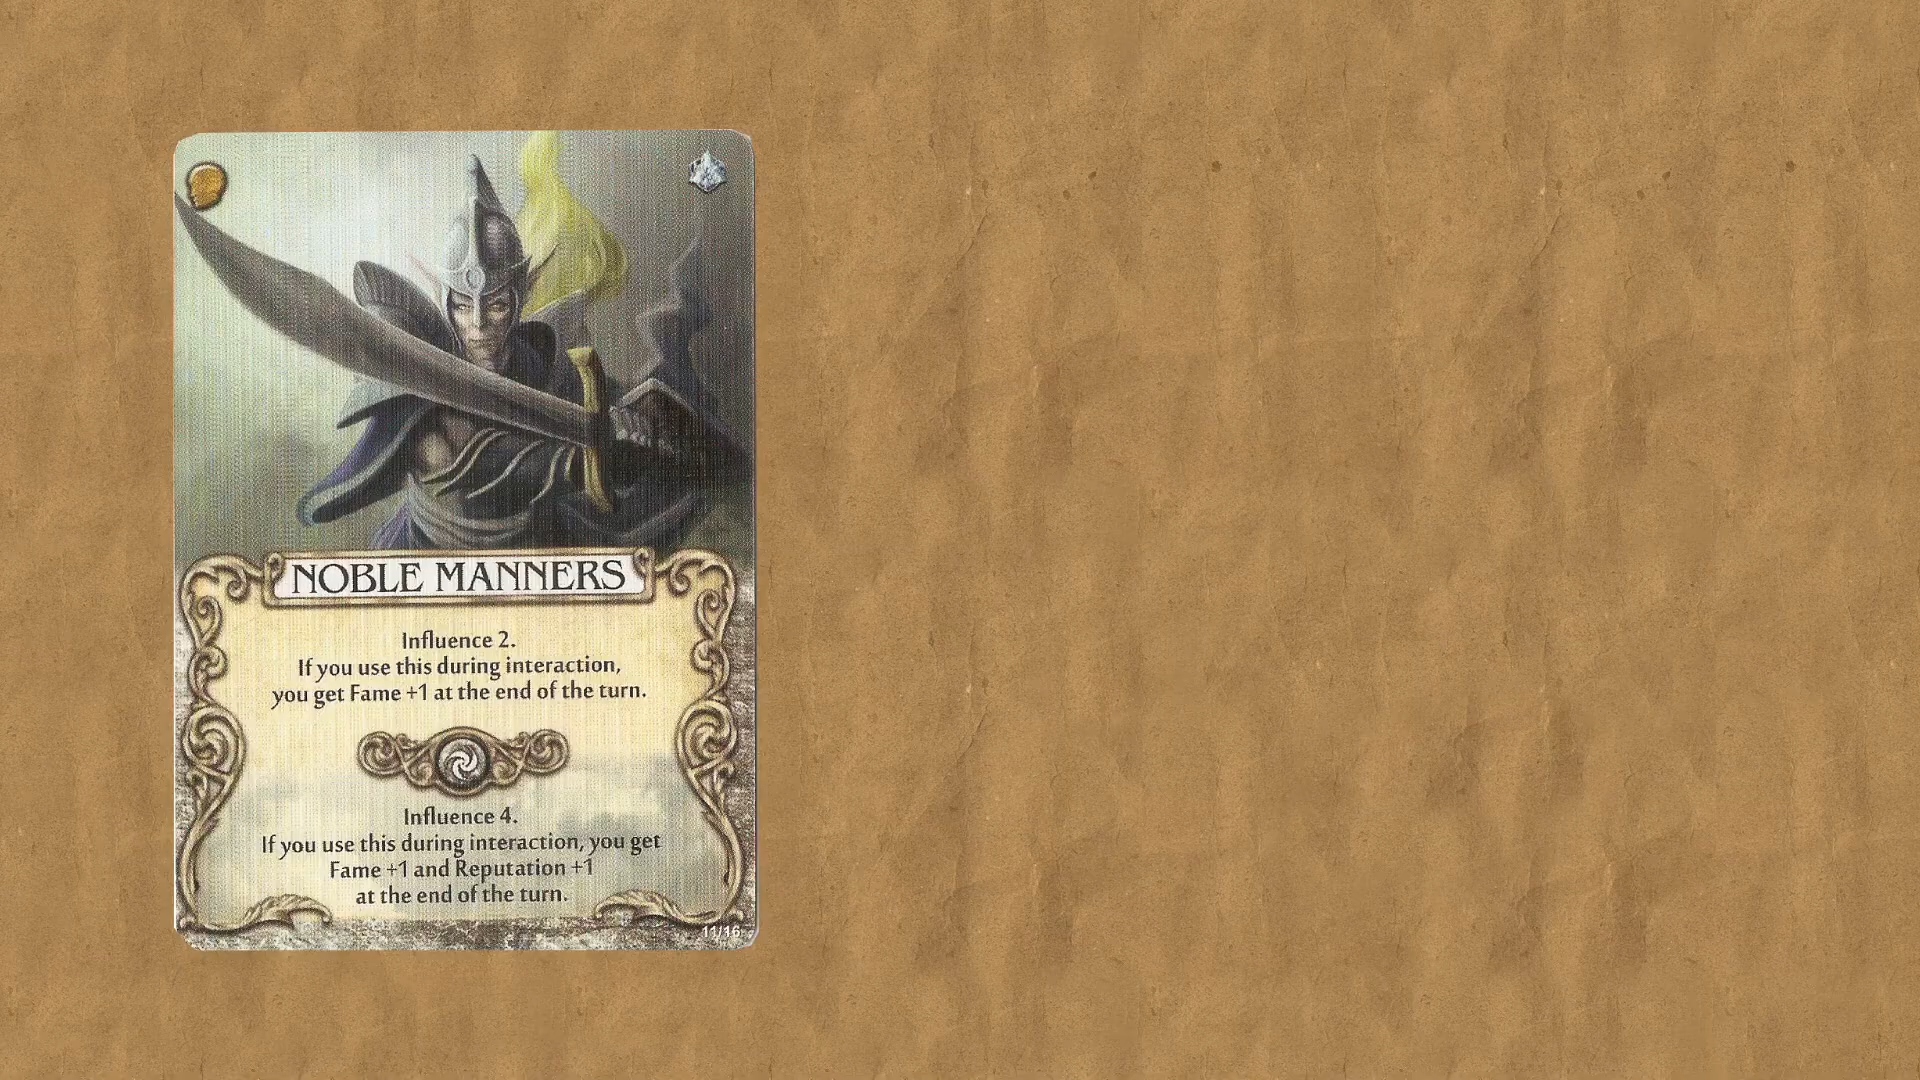 NOBLE MANNERS
Influence 2.
If you use this during interaction,
you get Fame +1 at the end of the turn.
Influence 4.
If you use this during interaction, you get
Fame +1 and Reputation +1
at the end of the turn.
11/16